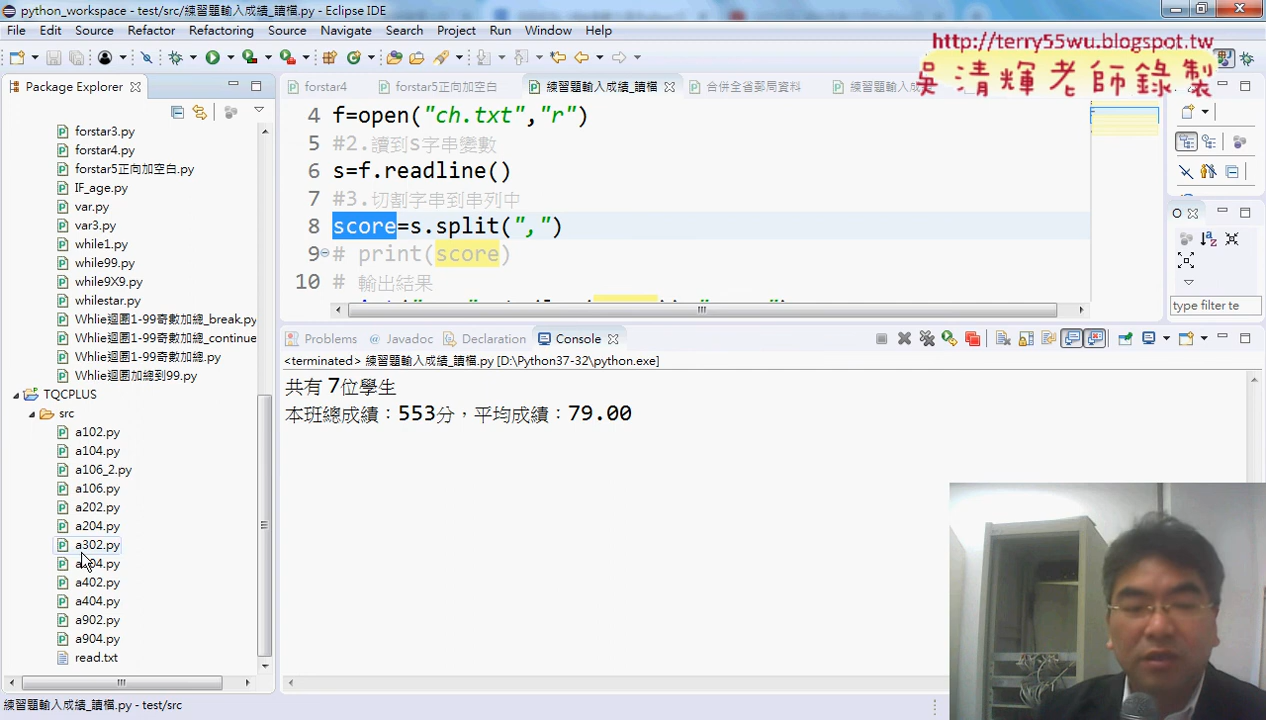 python_workspace - test/src/練習題輸入成績_讀檔.py - Eclipse IDE
File Edit Source Refactor Refactoring Source Navigate Search Project Run Window Help
http://terry55wu.blogspot.tw
吳清輝老師錄製
Package Explorer
forstar4
forstar5正向加空白
練習題輸入成績_讀檔
合併全省郵局資料
forstar3.py
forstar4.py
forstar5正向加空白.py
IF_age.py
var.py
var3.py
while1.py
while99.py
while9X9.py
whilestar.py
Whlie迴圈1-99奇數加總_break.py
Whlie迴圈1-99奇數加總_continue
Whlie迴圈1-99奇數加總.py
Whlie迴圈加總到99.py
TQCPLUS
src
a102.py
a104.py
a106_2.py
a106.py
a202.py
a204.py
a302.py
a402.py
a404.py
a902.py
a904.py
read.txt
4 f=open("ch.txt","r")
5 #2.讀到s字串變數
6 s=f.readline()
7 #3.切割字串到串列中
8 score=s.split(",")
9 # print(score)
10 # 輸出結果
type filter te
Problems Javadoc Declaration Console
<terminated> 練習題輸入成績_讀檔.py [D:\Python37-32\python.exe]
共有 7位學生
本班總成績：553分，平均成績：79.00
練習題輸入成績_讀檔.py - test/src